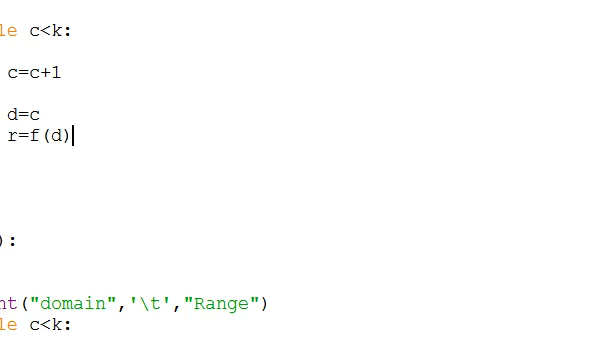 le c<k:
c=c+1
d=c
r=f(d)
):
nt("domain",'\t',"Range")
le c<k: